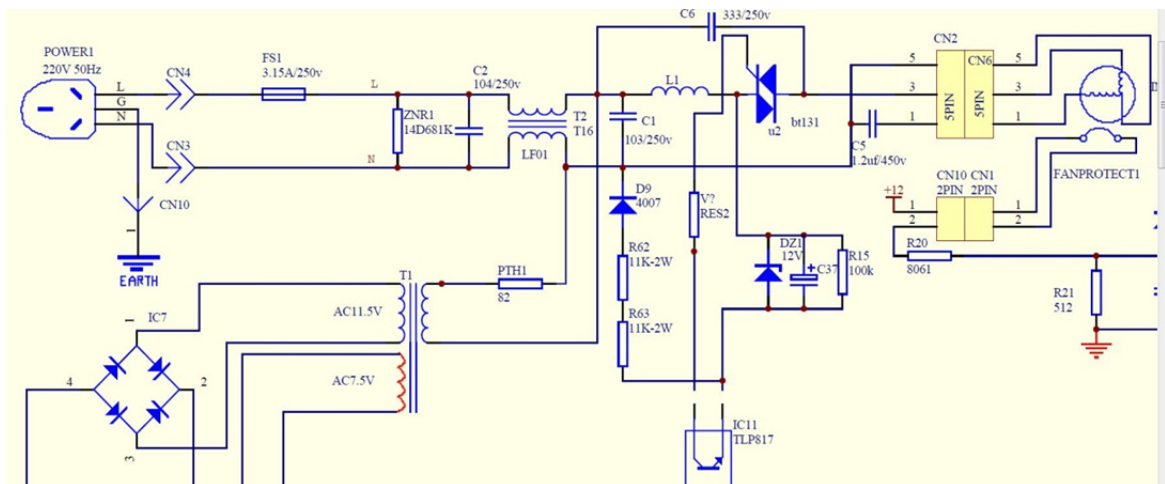 C6
333/250v
POWER1
220V 50Hz
CN4
FS1
3.15A/250v
L
G
N
L
C2
104/250v
ZNR1
14D681K
T2
T16
LF01
N
CN3
CN10
1
EARTH
L1
C1
103/250v
u2
bt131
CN2
CN6
5
3
1
5PIN
5PIN
5
3
1
C5
1.2uf/450v
FANPROTECT1
CN10
2PIN
CN1
2PIN
+12
1
2
1
2
R20
8061
R21
512
D9
4007
V?
RES2
R62
11K-2W
R63
11K-2W
DZ1
12V
+
C37
R15
100k
T1
PTH1
82
AC11.5V
AC7.5V
IC7
1
2
3
4
IC11
TLP817